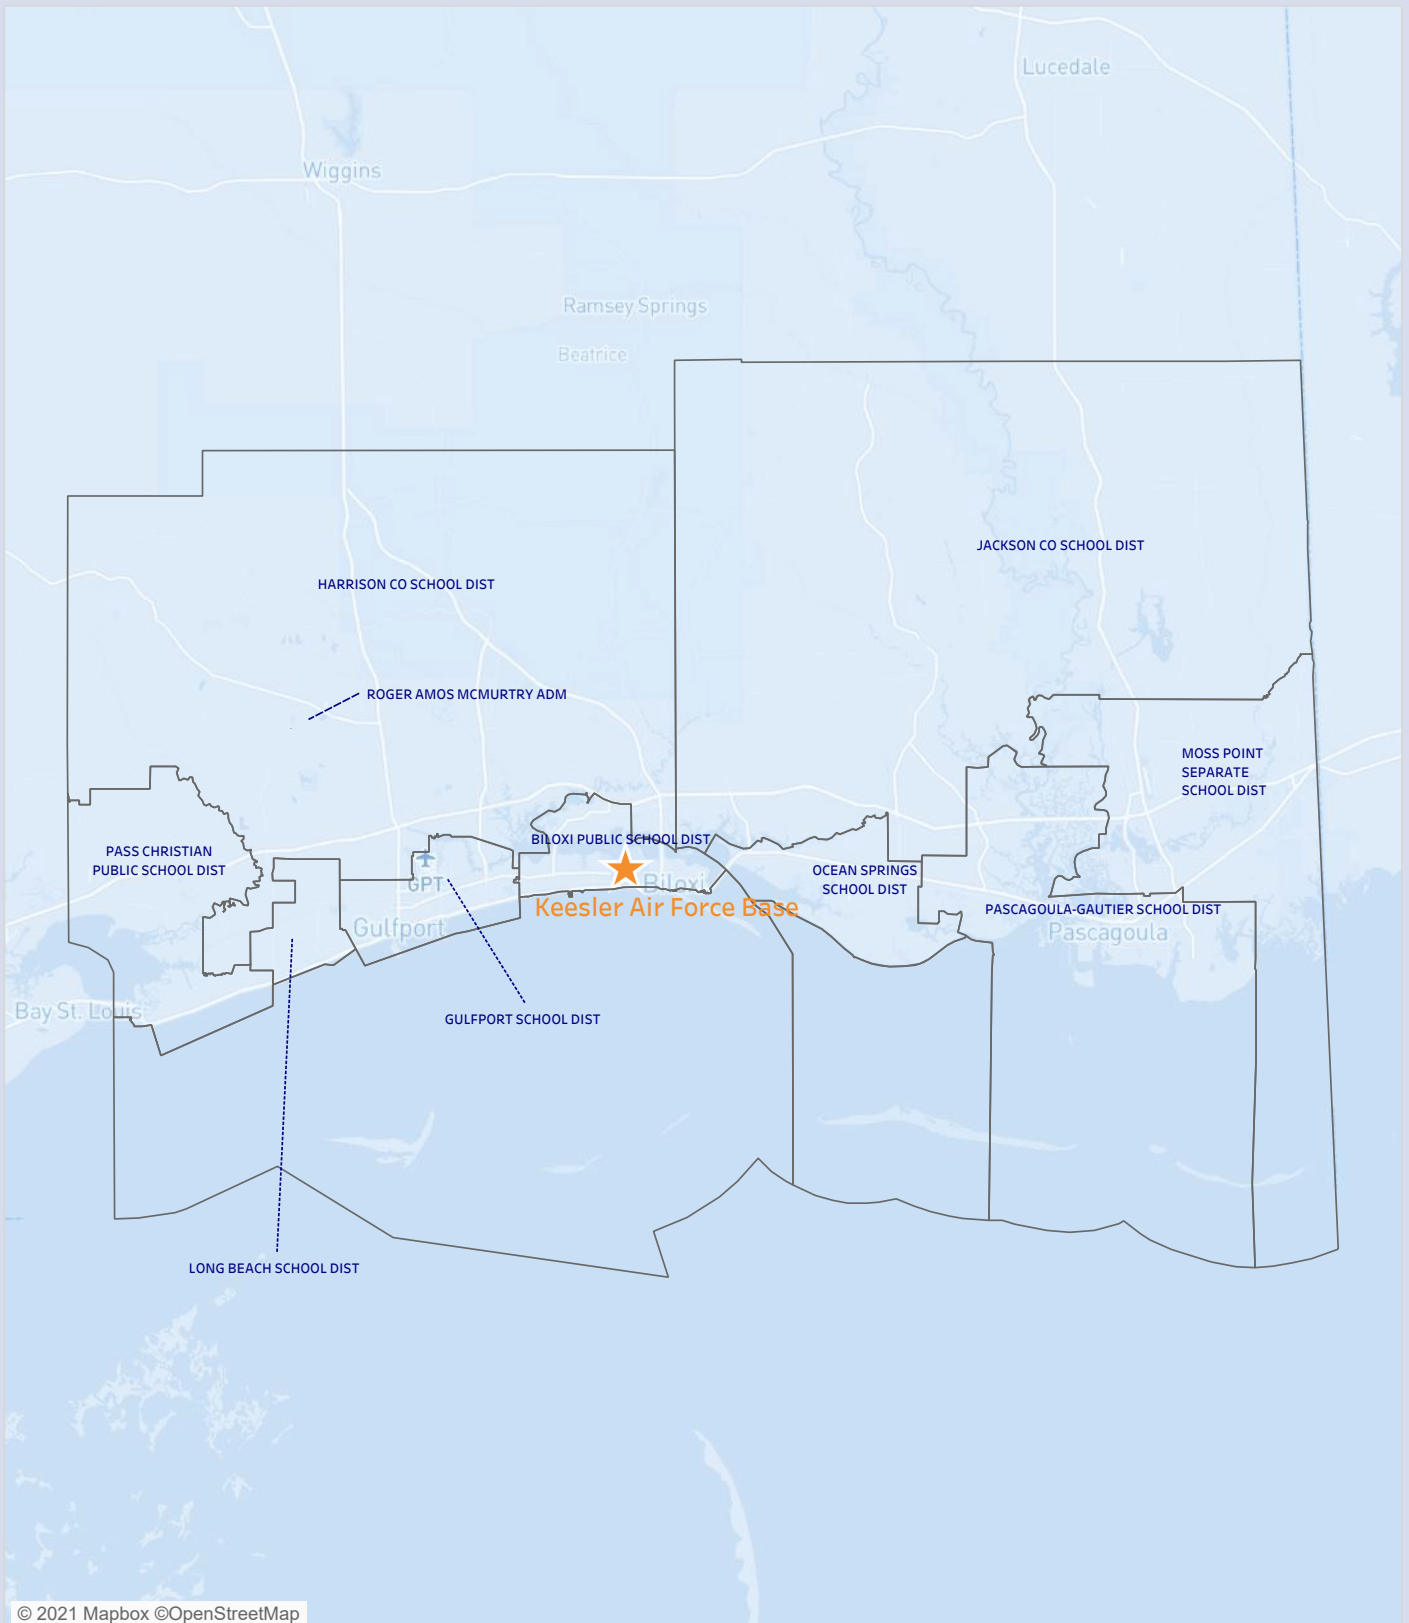 Lucedale
Wiggins
Ramsey Springs
Beatrice
JACKSON CO SCHOOL DIST
HARRISON CO SCHOOL DIST
ROGER AMOS MCMURTRY ADM
MOSS POINT
SEPARATE
SCHOOL DIST
BILOXI PUBLIC SCHOOL DIST
PASS CHRISTIAN
PUBLIC SCHOOL DIST
OCEAN SPRINGS
SCHOOL DIST
GPT
Biloxi
Keesler Air Force Base
PASCAGOULA-GAUTIER SCHOOL DIST
Gulfport
Pascagoula
Bay St. Louis
GULFPORT SCHOOL DIST
LONG BEACH SCHOOL DIST
© 2021 Mapbox ©OpenStreetMap